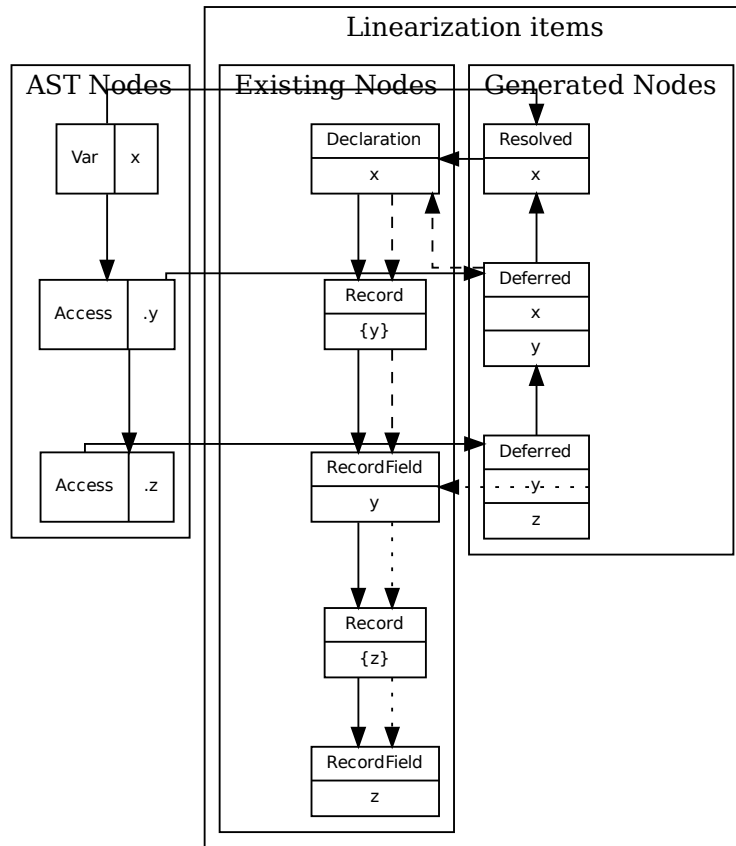 Linearization items
AST Nodes
Existing Nodes
Generated Nodes
Var x
Declaration
x
Resolved
x
Access .y
Record
{y}
Deferred
x
y
Access .z
RecordField
y
Deferred
y
z
Record
{z}
RecordField
z